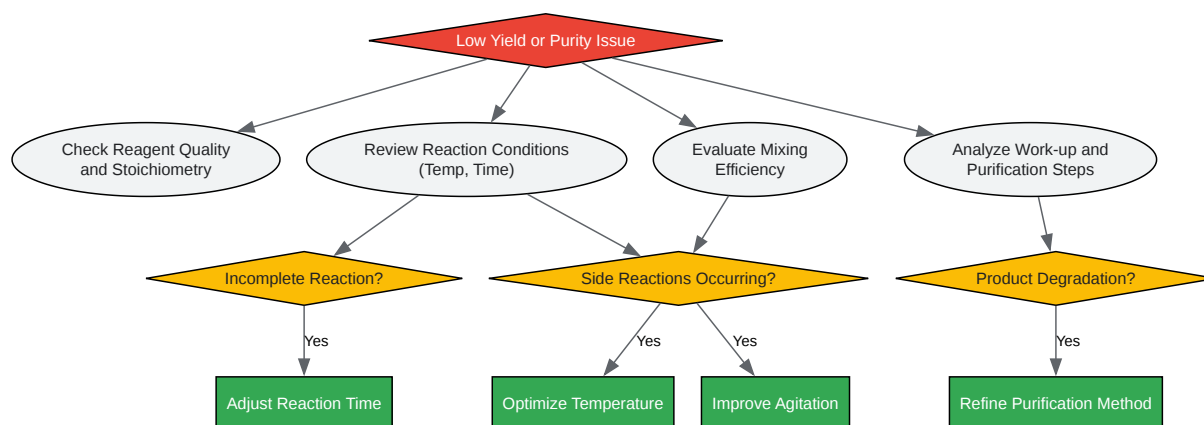 Low Yield or Purity Issue
Check Reagent Quality
and Stoichiometry
Review Reaction Conditions
(Temp, Time)
Evaluate Mixing
Efficiency
Analyze Work-up and
Purification Steps
Incomplete Reaction?
Side Reactions Occurring?
Product Degradation?
Yes
Yes
Yes
Yes
Adjust Reaction Time
Optimize Temperature
Improve Agitation
Refine Purification Method